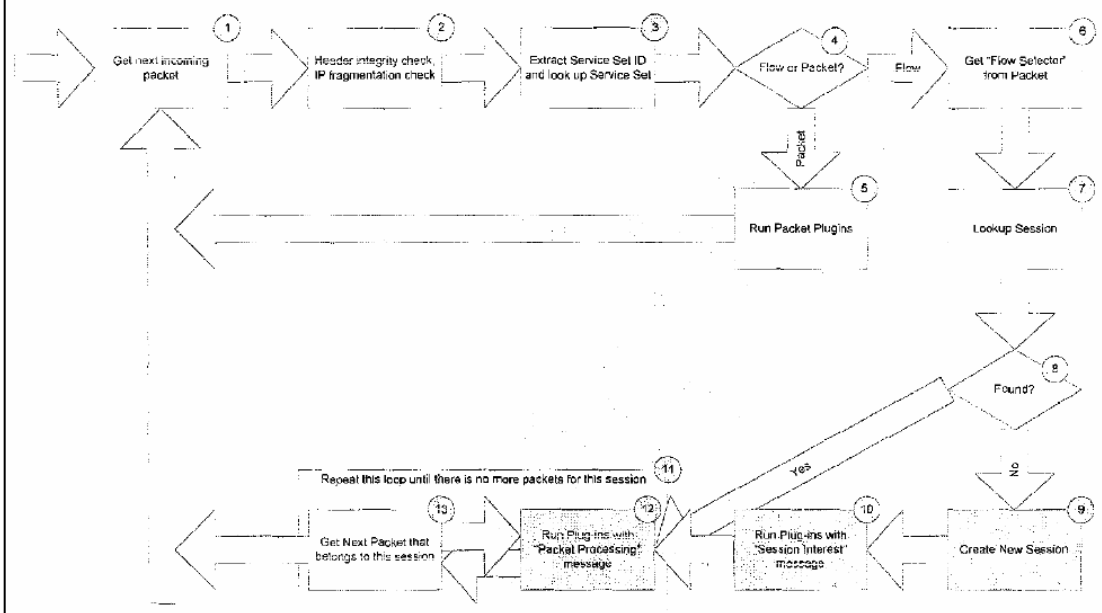 1
Get next incoming
packet
2
Header integrity check,
IP fragmentation check
3
Extract Service Set ID
and look up Service Set
4
Flow or Packet?
Flow
6
Get "Flow Selector"
from Packet
Packet
5
Run Packet Plugins
7
Lookup Session
8
Found?
Yes
No
11
Repeat this loop until there is no more packets for this session
13
Get Next Packet that
belongs to this session
12
Run Plug-ins with
"Packet Processing"
message
10
Run Plug-ins with
"Session Interest"
message
9
Create New Session